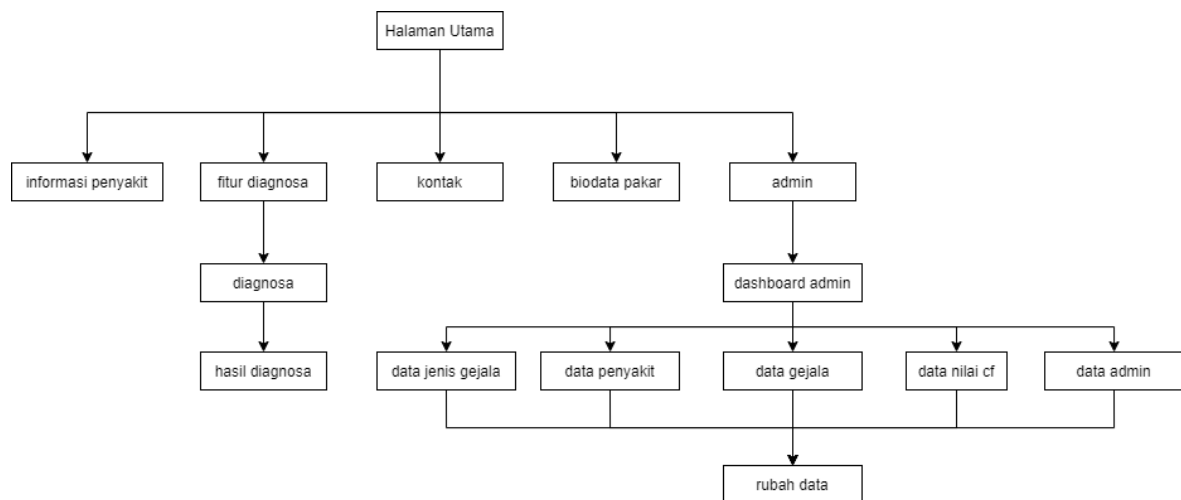 Halaman Utama
informasi penyakit
fitur diagnosa
kontak
biodata pakar
admin
diagnosa
dashboard admin
hasil diagnosa
data jenis gejala
data penyakit
data gejala
data nilai cf
data admin
rubah data